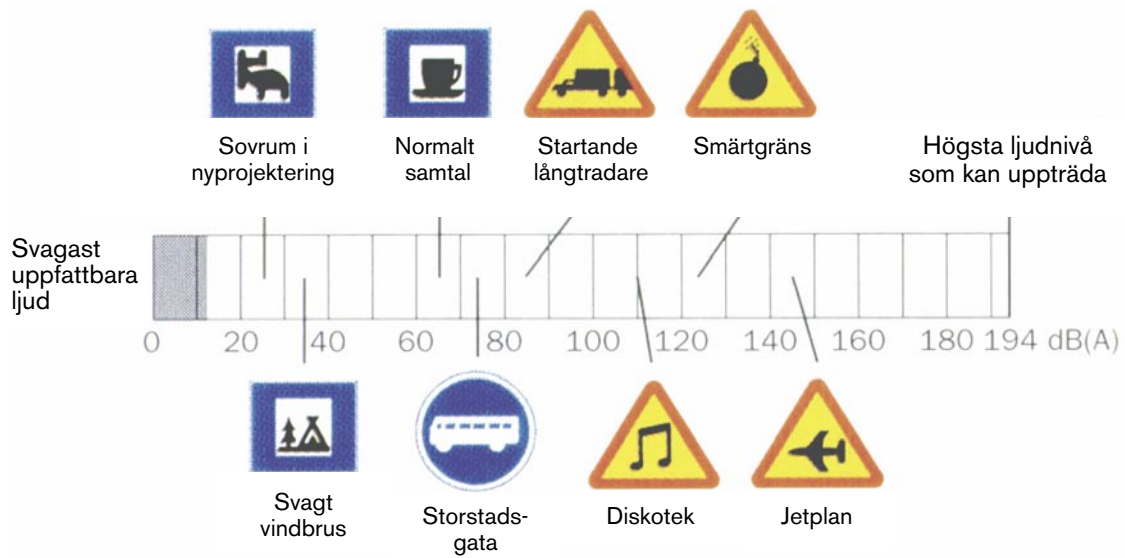 Sovrum i
nyprojektering
Normalt
samtal
Startande
långtradare
Smärtgräns
Högsta ljudnivå
som kan uppträda
Svagast
uppfattbara
ljud
0 20 40 60 80 100 120 140 160 180 194 dB(A)
Svagt
vindbrus
Storstads-
gata
Diskotek
Jetplan